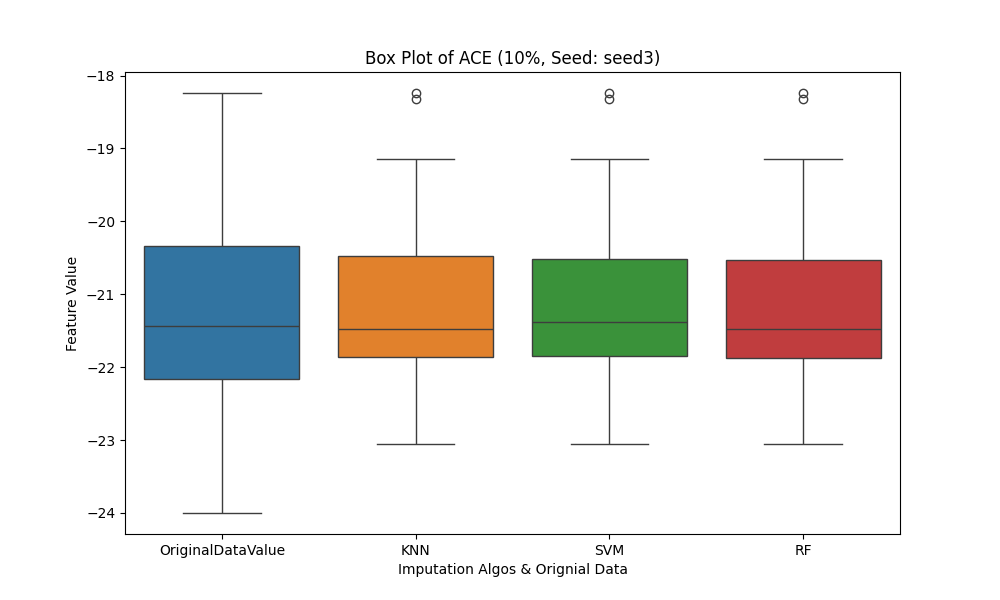 Box Plot of ACE (10%, Seed: seed3)
Feature Value
−18
−19
−20
−21
−22
−23
−24
OriginalDataValue
KNN
SVM
RF
Imputation Algos & Orignial Data